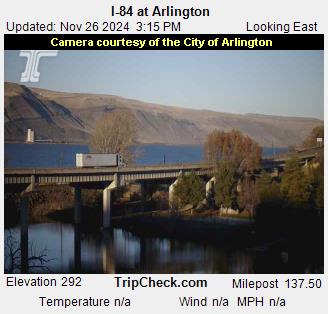 I-84 at Arlington
Updated: Nov 26 2024 3:15 PM Looking East
Camera courtesy of the City of Arlington
Elevation 292 TripCheck.com Milepost 137.50
Temperature n/a Wind n/a MPH n/a